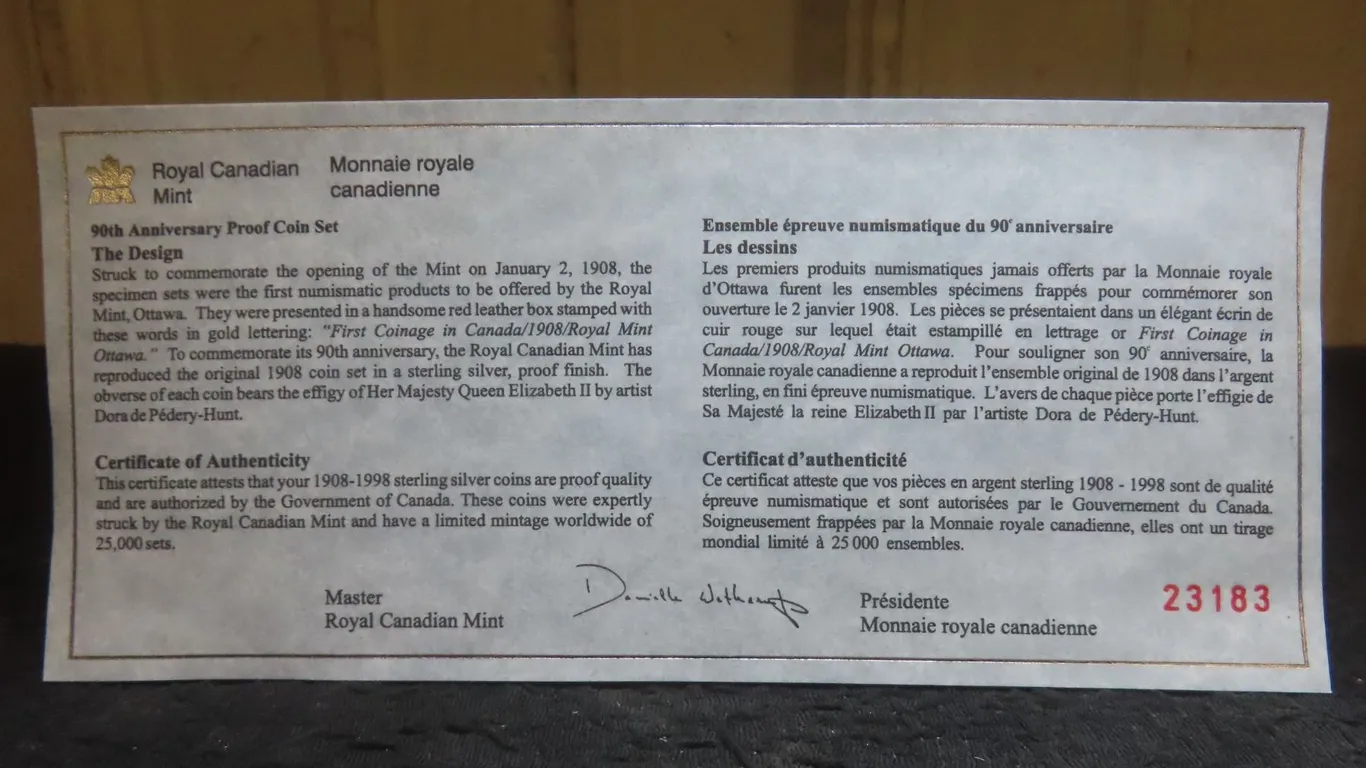 Royal Canadian
Mint
Monnaie royale
canadienne
90th Anniversary Proof Coin Set
The Design
Struck to commemorate the opening of the Mint on January 2, 1908, the
specimen sets were the first numismatic products to be offered by the Royal
Mint, Ottawa. They were presented in a handsome red leather box stamped with
these words in gold lettering: "First Coinage in Canada/1908/Royal Mint
Ottawa." To commemorate its 90th anniversary, the Royal Canadian Mint has
reproduced the original 1908 coin set in a sterling silver, proof finish. The
obverse of each coin bears the effigy of Her Majesty Queen Elizabeth II by artist
Dora de Pédery-Hunt.
Certificate of Authenticity
This certificate attests that your 1908-1998 sterling silver coins are proof quality
and are authorized by the Government of Canada. These coins were expertly
struck by the Royal Canadian Mint and have a limited mintage worldwide of
25,000 sets.
Ensemble épreuve numismatique du 90e anniversaire
Les dessins
Les premiers produits numismatiques jamais offerts par la Monnaie royale
d'Ottawa furent les ensembles spécimens frappés pour commémorer son
ouverture le 2 janvier 1908. Les pièces se présentaient dans un élégant écrin de
cuir rouge sur lequel était estampillé en lettrage or First Coinage in
Canada/1908/Royal Mint Ottawa. Pour souligner son 90e anniversaire, la
Monnaie royale canadienne a reproduit l'ensemble original de 1908 dans l'argent
sterling, en fini épreuve numismatique. L'avers de chaque pièce porte l'effigie de
Sa Majesté la reine Elizabeth II par l'artiste Dora de Pédery-Hunt.
Certificat d'authenticité
Ce certificat atteste que vos pièces en argent sterling 1908 - 1998 sont de qualité
épreuve numismatique et sont autorisées par le Gouvernement du Canada.
Soigneusement frappées par la Monnaie royale canadienne, elles ont un tirage
mondial limité à 25 000 ensembles.
Master
Royal Canadian Mint
Danielle Wetherup
Présidente
Monnaie royale canadienne
23183